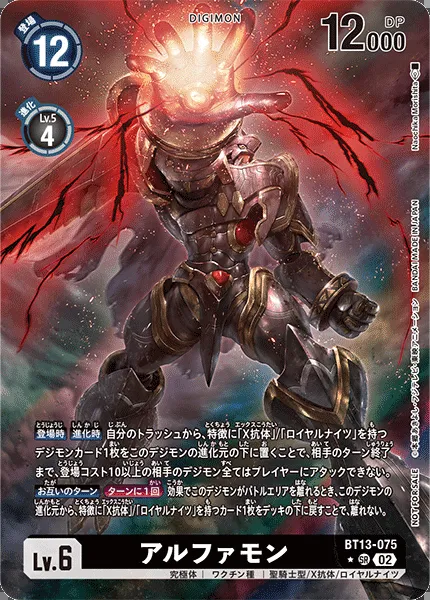 DIGIMON
登場
12
DP
12000
進化
Lv.5
4
Naochika Morishita
BANDAI MADE IN JAPAN
NOT FOR SALE
登場時 進化時 自分のトラッシュから、特徴に「X抗体」/「ロイヤルナイツ」を持つ
デジモンカード1枚をこのデジモンの進化元の下に置くことで、相手のターン終了
まで、登場コスト10以上の相手のデジモン全てはプレイヤーにアタックできない。
お互いのターン ターンに1回 効果でこのデジモンがバトルエリアを離れるとき、このデジモンの
進化元から、特徴に「X抗体」/「ロイヤルナイツ」を持つカード1枚をデッキの下に戻すことで、離れない。
Lv.6
アルファモン
BT13-075
SR 02
究極体 | ワクチン種 | 聖騎士型/X抗体/ロイヤルナイツ